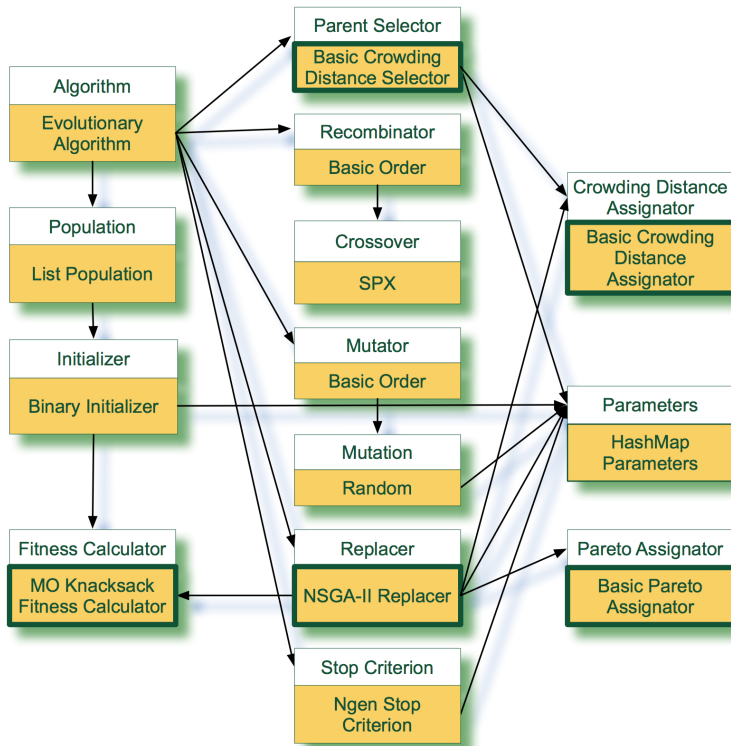 Algorithm
Evolutionary
Algorithm
Population
List Population
Initializer
Binary Initializer
Fitness Calculator
MO Knacksack
Fitness Calculator
Parent Selector
Basic Crowding
Distance Selector
Recombinator
Basic Order
Crossover
SPX
Mutator
Basic Order
Mutation
Random
Replacer
NSGA-II Replacer
Stop Criterion
Ngen Stop
Criterion
Crowding Distance
Assignator
Basic Crowding
Distance
Assignator
Parameters
HashMap
Parameters
Pareto Assignator
Basic Pareto
Assignator